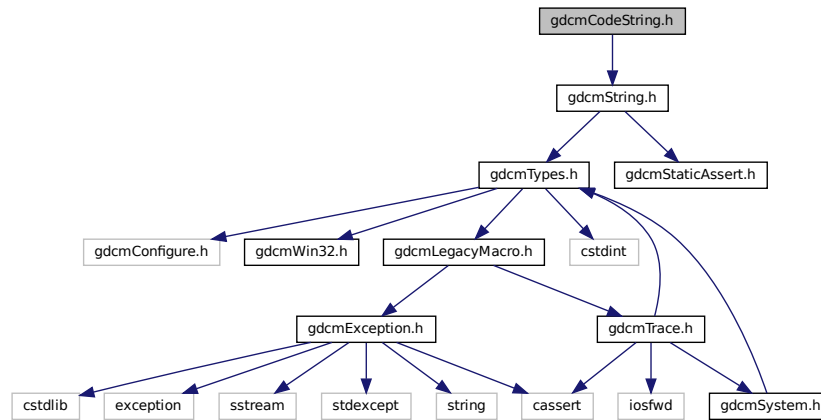 gdcmCodeString.h
gdcmString.h
gdcmTypes.h
gdcmStaticAssert.h
gdcmConfigure.h
gdcmWin32.h
gdcmLegacyMacro.h
cstdint
gdcmException.h
gdcmTrace.h
cstdlib
exception
sstream
stdexcept
string
cassert
iosfwd
gdcmSystem.h